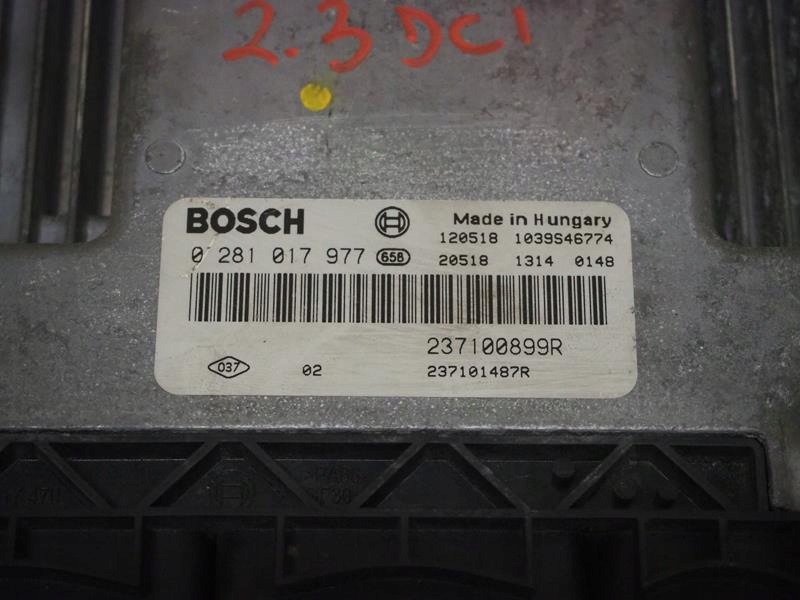 2.3 DCI
BOSCH
Made in Hungary
0 281 017 977 658
120518 1039S46774
20518 1314 0148
237100899R
037 02 237101487R